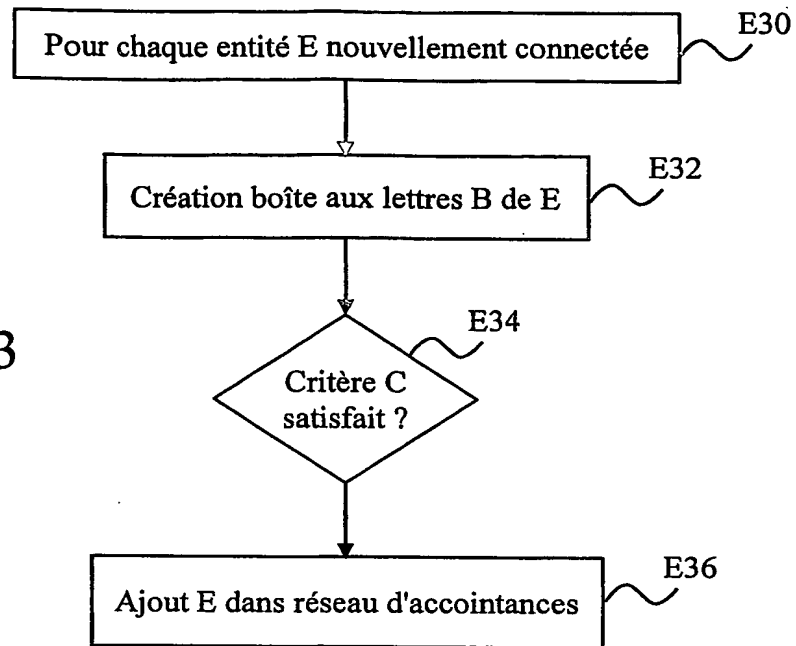 E30
Pour chaque entité E nouvellement connectée
E32
Création boîte aux lettres B de E
3
E34
Critère C
satisfait ?
E36
Ajout E dans réseau d'accointances